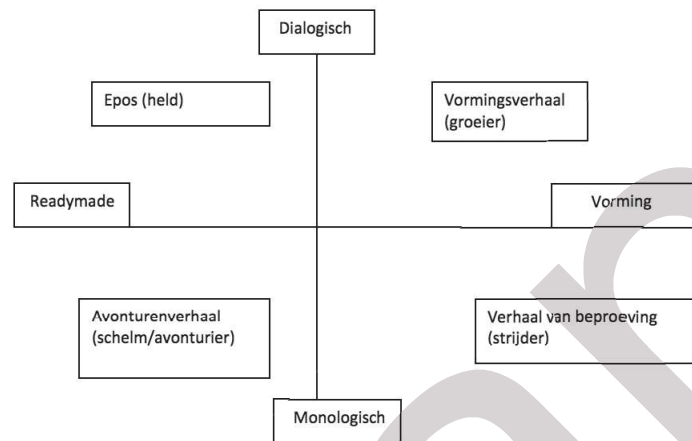 Dialogisch
Epos (held)
Vormingsverhaal
(groeier)
Readymade
Vorming
Avonturenverhaal
(schelm/avonturier)
Verhaal van beproeving
(strijder)
Monologisch